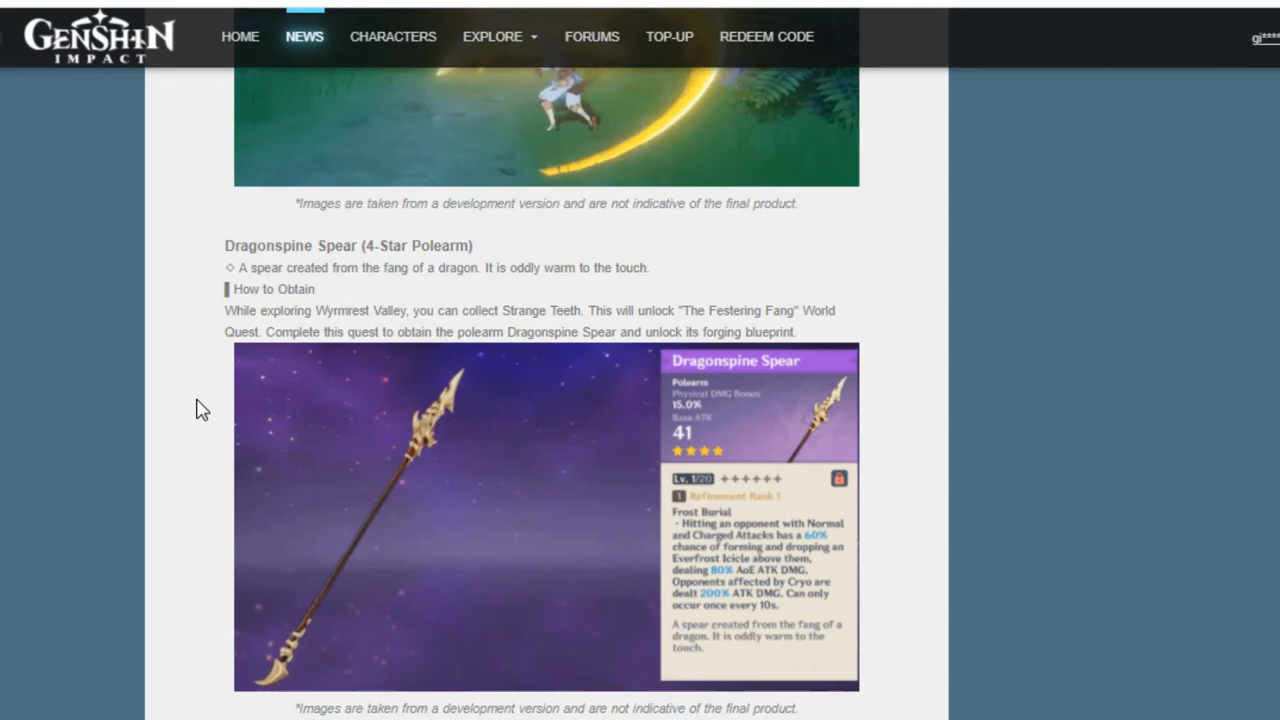 GENSHIN
IMPACT
HOME
NEWS
CHARACTERS
EXPLORE
FORUMS
TOP-UP
REDEEM CODE
gi****
*Images are taken from a development version and are not indicative of the final product.
Dragonspine Spear (4-Star Polearm)
◇ A spear created from the fang of a dragon. It is oddly warm to the touch.
▌How to Obtain
While exploring Wyrmrest Valley, you can collect Strange Teeth. This will unlock "The Festering Fang" World
Quest. Complete this quest to obtain the polearm Dragonspine Spear and unlock its forging blueprint.
Dragonspine Spear
Polearm
Physical DMG Bonus
15.0%
Base ATK
41
Lv. 1/20
1 Refinement Rank 1
Frost Burial
· Hitting an opponent with Normal
and Charged Attacks has a 60%
chance of forming and dropping an
Everfrost Icicle above them,
dealing 80% AoE ATK DMG.
Opponents affected by Cryo are
dealt 200% ATK DMG. Can only
occur once every 10s.
A spear created from the fang of a
dragon. It is oddly warm to the
touch.
*Images are taken from a development version and are not indicative of the final product.